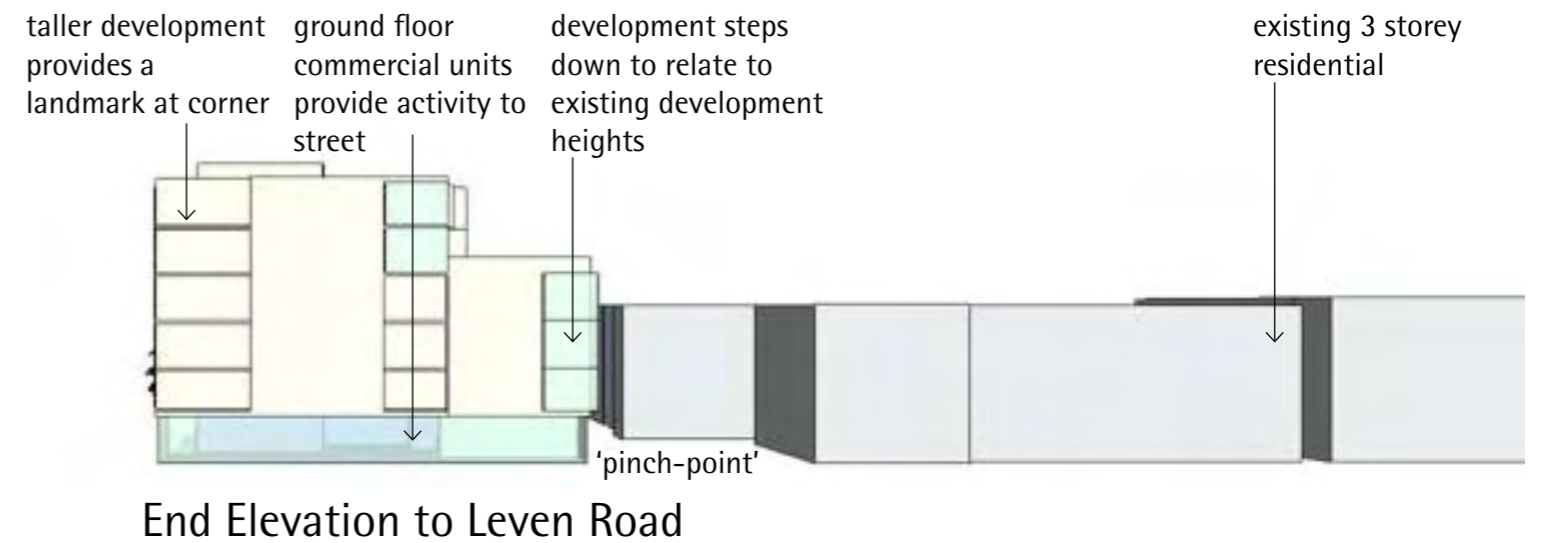 taller development
provides a
landmark at corner
ground floor
commercial units
provide activity to
street
development steps
down to relate to
existing development
heights
existing 3 storey
residential
'pinch-point'
End Elevation to Leven Road